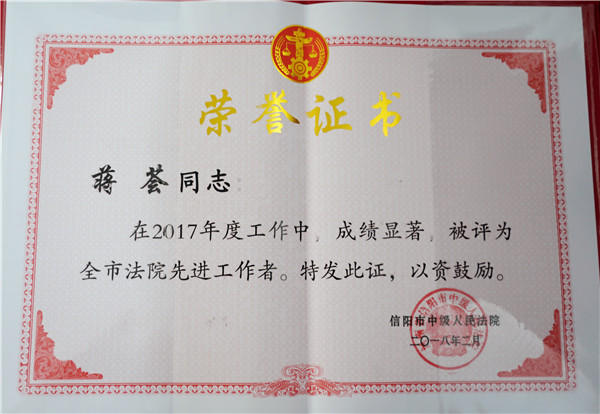 荣誉证书
蒋荟同志
在2017年度工作中，成绩显著，被评为
全市法院先进工作者。特发此证，以资鼓励。
信阳市中级人民法院
二〇一八年二月